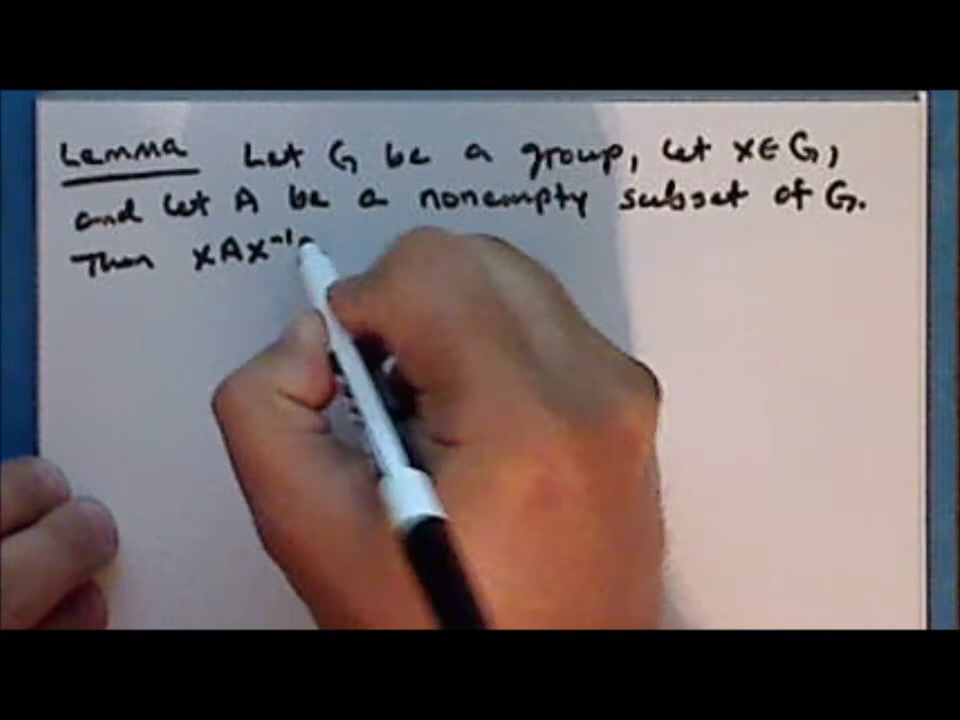 Lemma Let G be a group, let x∈G,
and let A be a nonempty subset of G.
Then xAx⁻¹